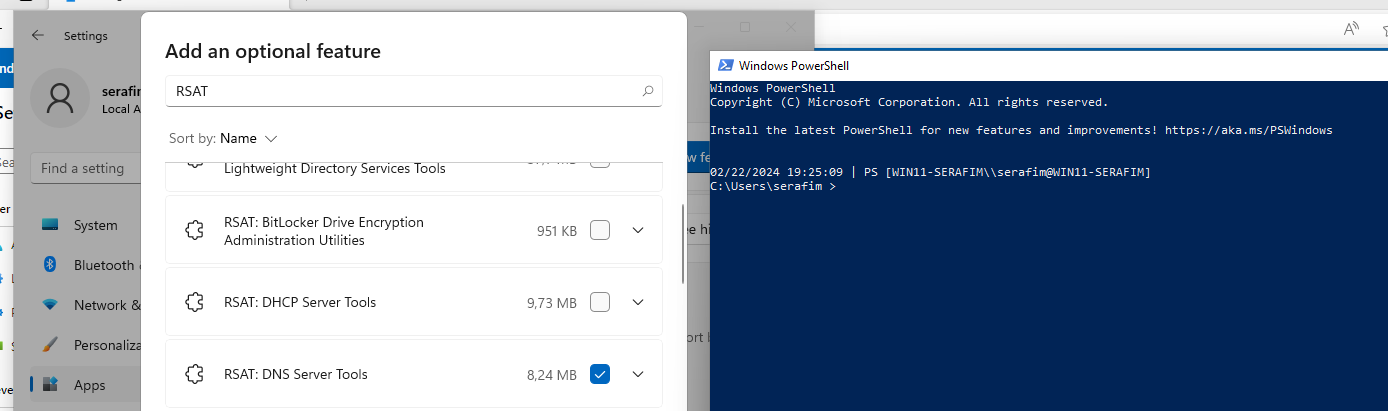 Settings
serafim
Local A
Find a setting
System
Bluetooth
Network &
Personaliza
Apps
Add an optional feature
RSAT
Sort by: Name
Lightweight Directory Services Tools
RSAT: BitLocker Drive Encryption
Administration Utilities
951 KB
RSAT: DHCP Server Tools
9,73 MB
RSAT: DNS Server Tools
8,24 MB
Windows PowerShell
Windows PowerShell
Copyright (C) Microsoft Corporation. All rights reserved.
Install the latest PowerShell for new features and improvements! https://aka.ms/PSWindows
02/22/2024 19:25:09 | PS [WIN11-SERAFIM\\serafim@WIN11-SERAFIM]
C:\Users\serafim >